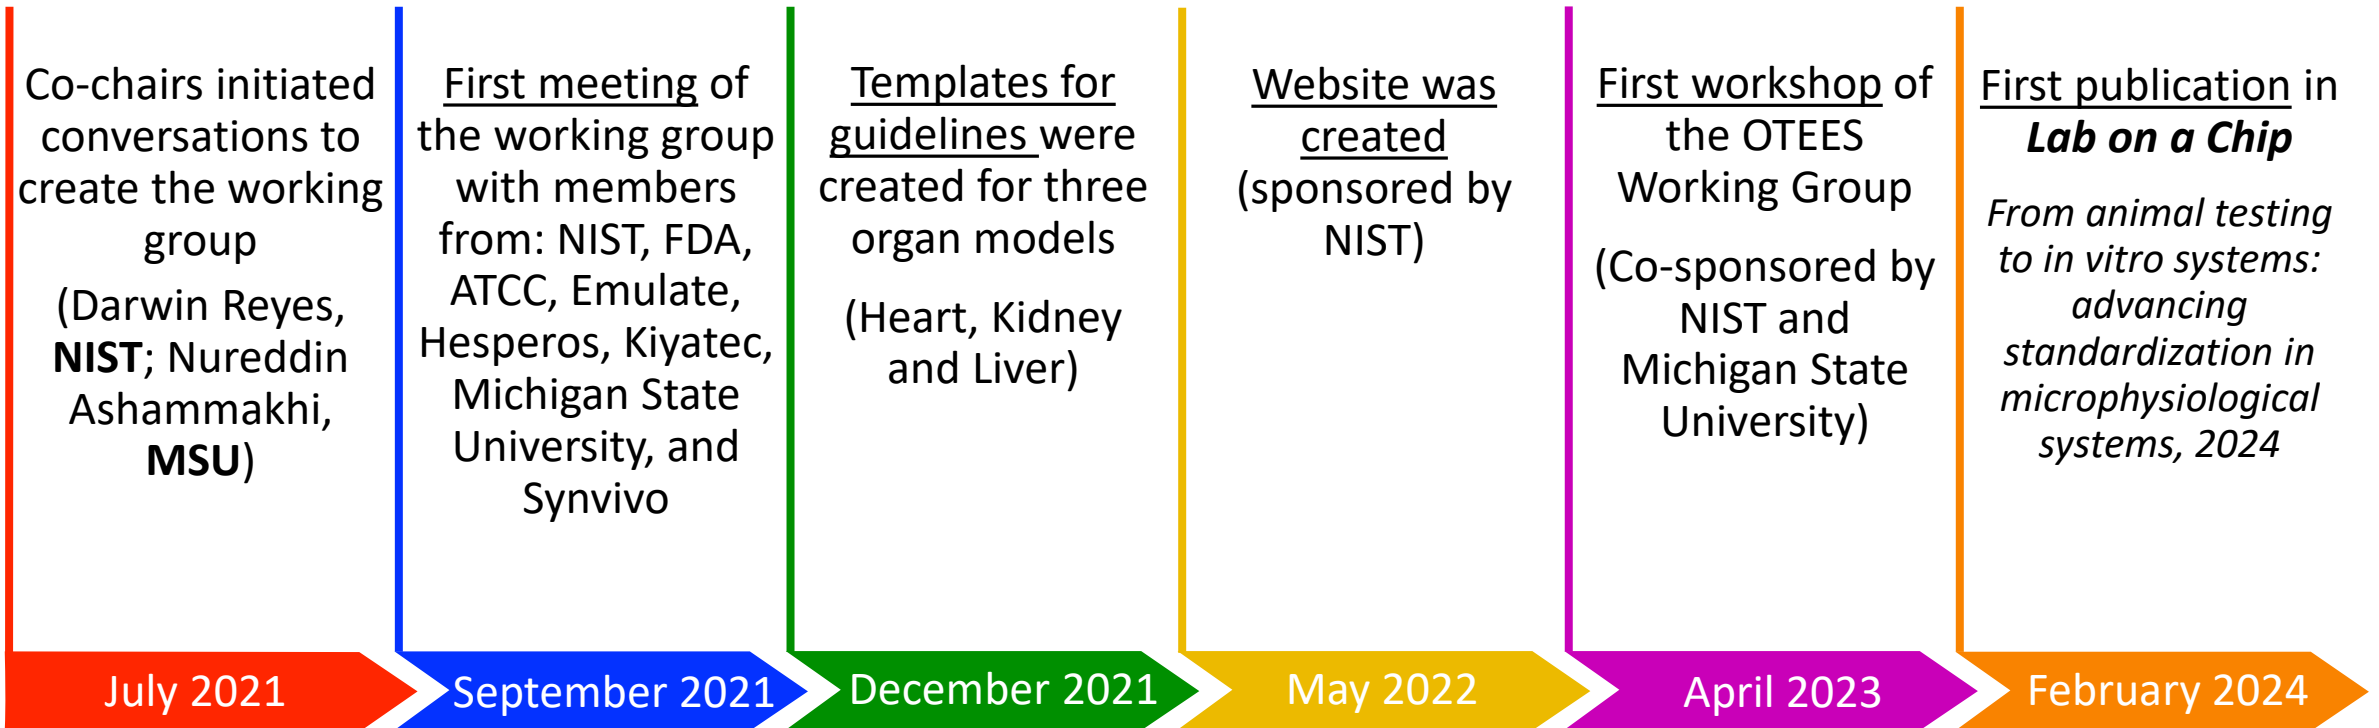 Co-chairs initiated
conversations to
create the working
group
(Darwin Reyes,
NIST; Nureddin
Ashammakhi,
MSU)
July 2021
First meeting of
the working group
with members
from: NIST, FDA,
ATCC, Emulate,
Hesperos, Kiyatec,
Michigan State
University, and
Synvivo
September 2021
Templates for
guidelines were
created for three
organ models
(Heart, Kidney
and Liver)
December 2021
Website was
created
(sponsored by
NIST)
May 2022
First workshop of
the OTEES
Working Group
(Co-sponsored by
NIST and
Michigan State
University)
April 2023
First publication in
Lab on a Chip
From animal testing
to in vitro systems:
advancing
standardization in
microphysiological
systems, 2024
February 2024